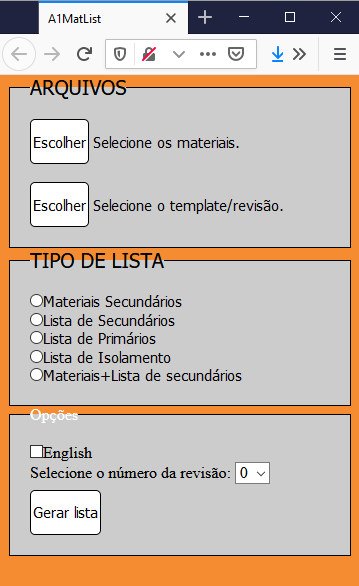 A1MatList
ARQUIVOS
Escolher Selecione os materiais.
Escolher Selecione o template/revisão.
TIPO DE LISTA
Materiais Secundários
Lista de Secundários
Lista de Primários
Lista de Isolamento
Materiais+Lista de secundários
Opções
English
Selecione o número da revisão: 0
Gerar lista